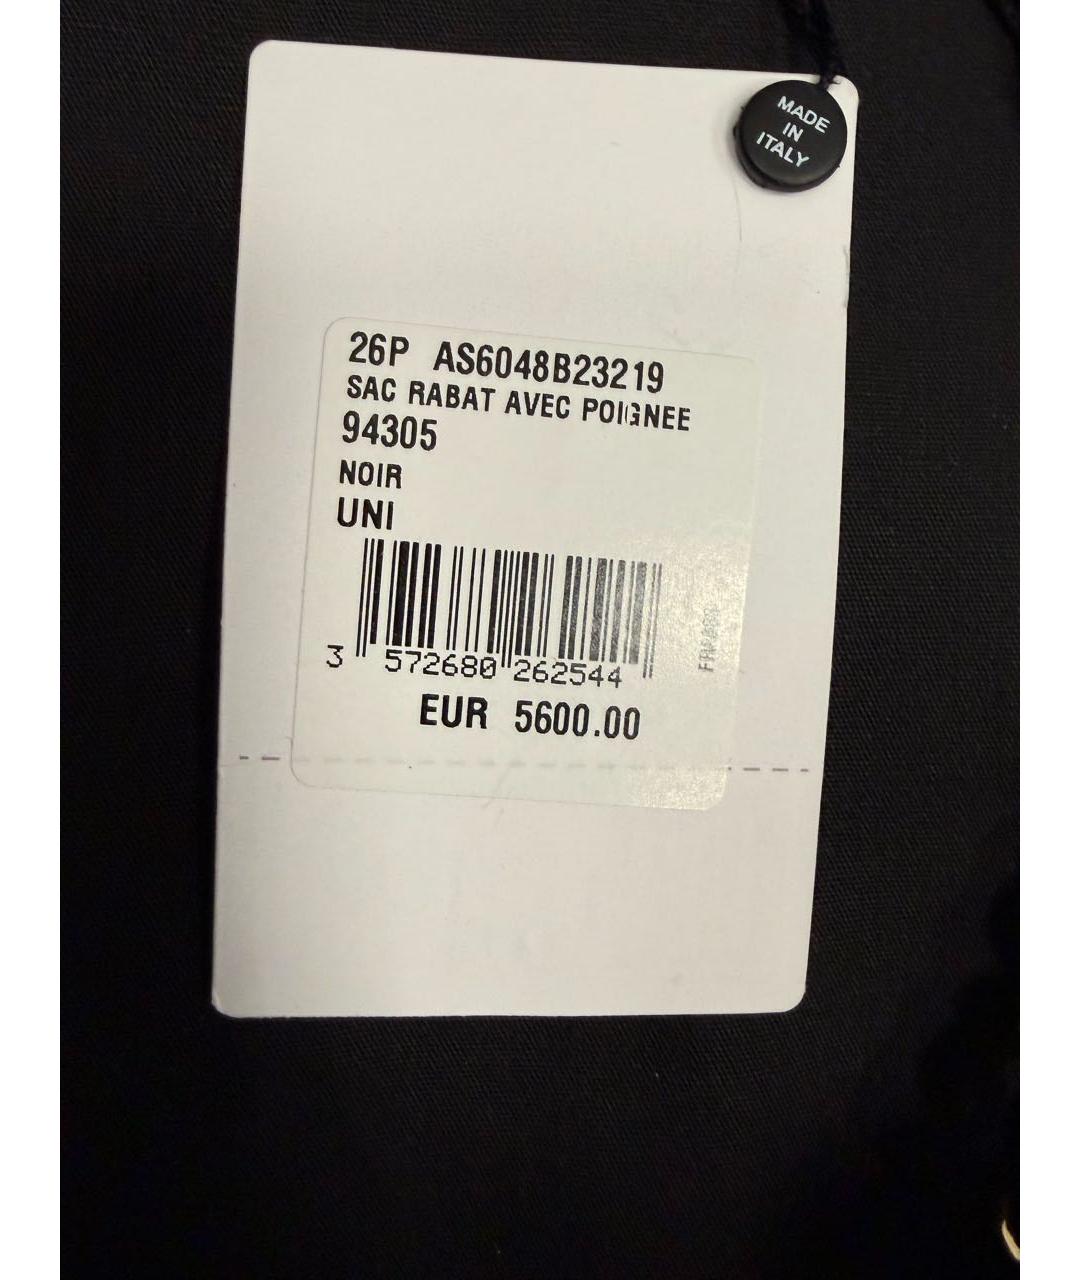 MADE
IN
ITALY
26P AS6048B23219
SAC RABAT AVEC POIGNEE
94305
NOIR
UNI
3 572680 262544
EUR 5600.00